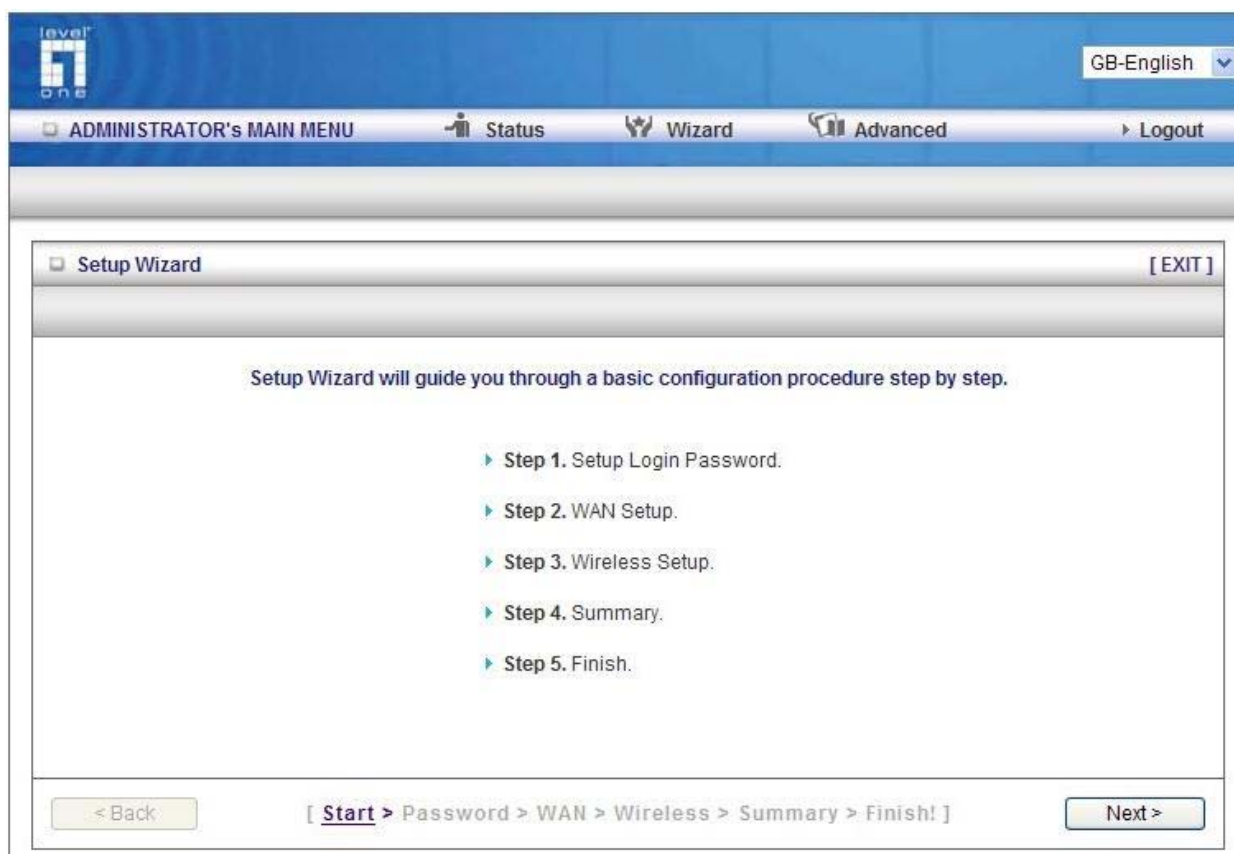 level
one
GB-English
ADMINISTRATOR's MAIN MENU Status Wizard Advanced Logout
Setup Wizard [ EXIT ]
Setup Wizard will guide you through a basic configuration procedure step by step.
Step 1. Setup Login Password.
Step 2. WAN Setup.
Step 3. Wireless Setup.
Step 4. Summary.
Step 5. Finish.
< Back [ Start > Password > WAN > Wireless > Summary > Finish! ] Next >